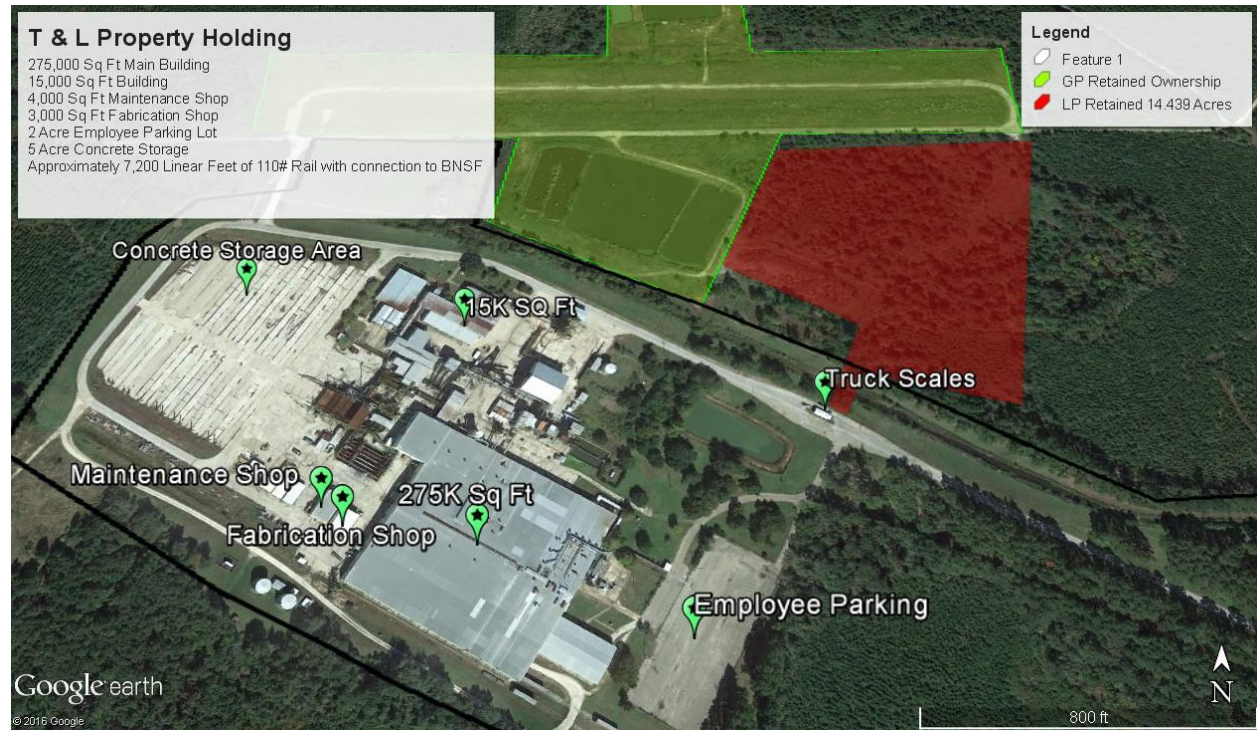 T & L Property Holding
275,000 Sq Ft Main Building
15,000 Sq Ft Building
4,000 Sq Ft Maintenance Shop
3,000 Sq Ft Fabrication Shop
2 Acre Employee Parking Lot
5 Acre Concrete Storage
Approximately 7,200 Linear Feet of 110# Rail with connection to BNSF
Legend
Feature 1
GP Retained Ownership
LP Retained 14.439 Acres
Concrete Storage Area
15K SQ Ft
Truck Scales
Maintenance Shop
275K Sq Ft
Fabrication Shop
Employee Parking
Google earth
© 2016 Google
N
800 ft